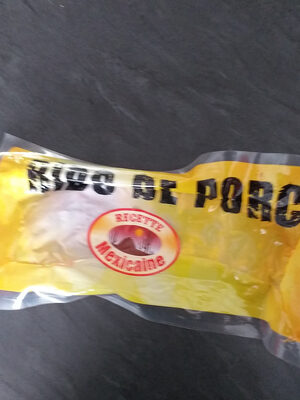 RIBS DE PORC
RECETTE
Mexicaine